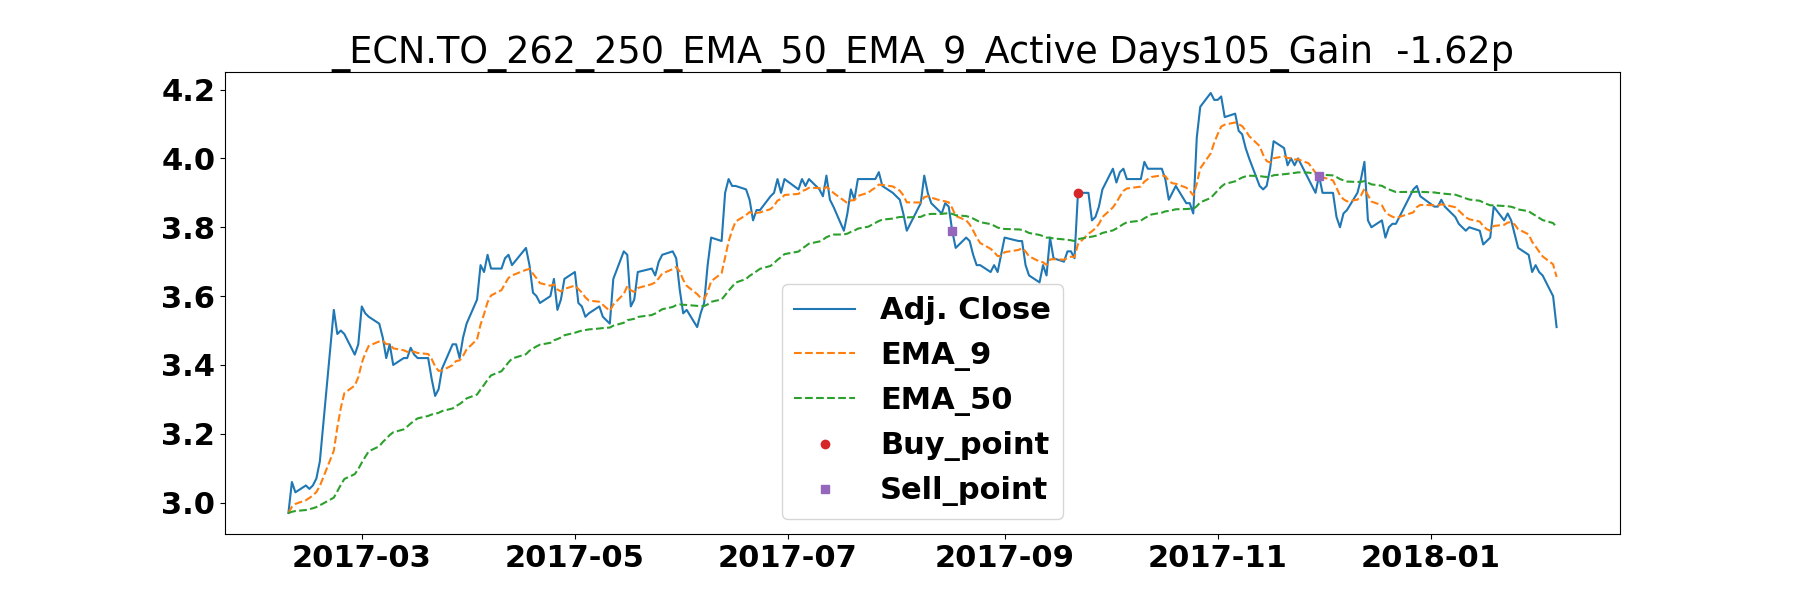 _ECN.TO_262_250_EMA_50_EMA_9_Active Days105_Gain  -1.62p
4.2
4.0
3.8
3.6
3.4
3.2
3.0
Adj. Close
EMA_9
EMA_50
Buy_point
Sell_point
2017-03 2017-05 2017-07 2017-09 2017-11 2018-01